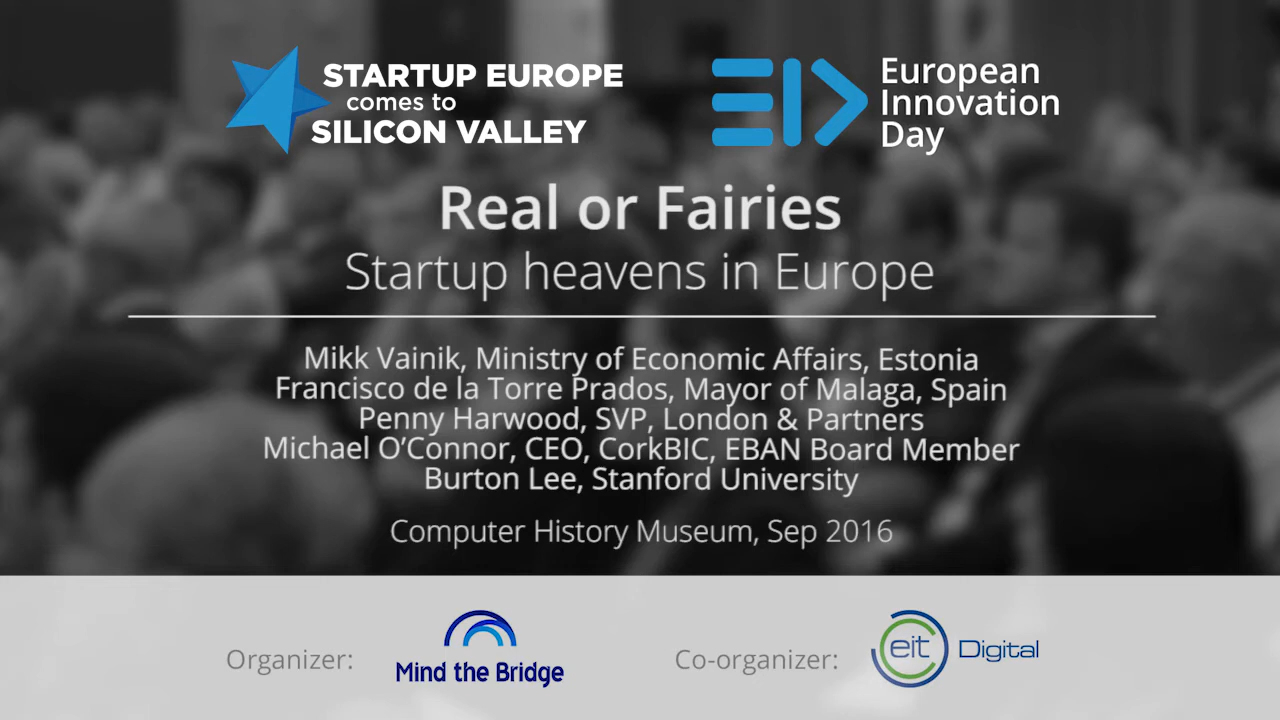 STARTUP EUROPE
comes to
SILICON VALLEY
European
Innovation
Day
Real or Fairies
Startup heavens in Europe
Mikk Vainik, Ministry of Economic Affairs, Estonia
Francisco de la Torre Prados, Mayor of Malaga, Spain
Penny Harwood, SVP, London & Partners
Michael O’Connor, CEO, CorkBIC, EBAN Board Member
Burton Lee, Stanford University
Computer History Museum, Sep 2016
Organizer:
Mind the Bridge
Co-organizer:
eit Digital